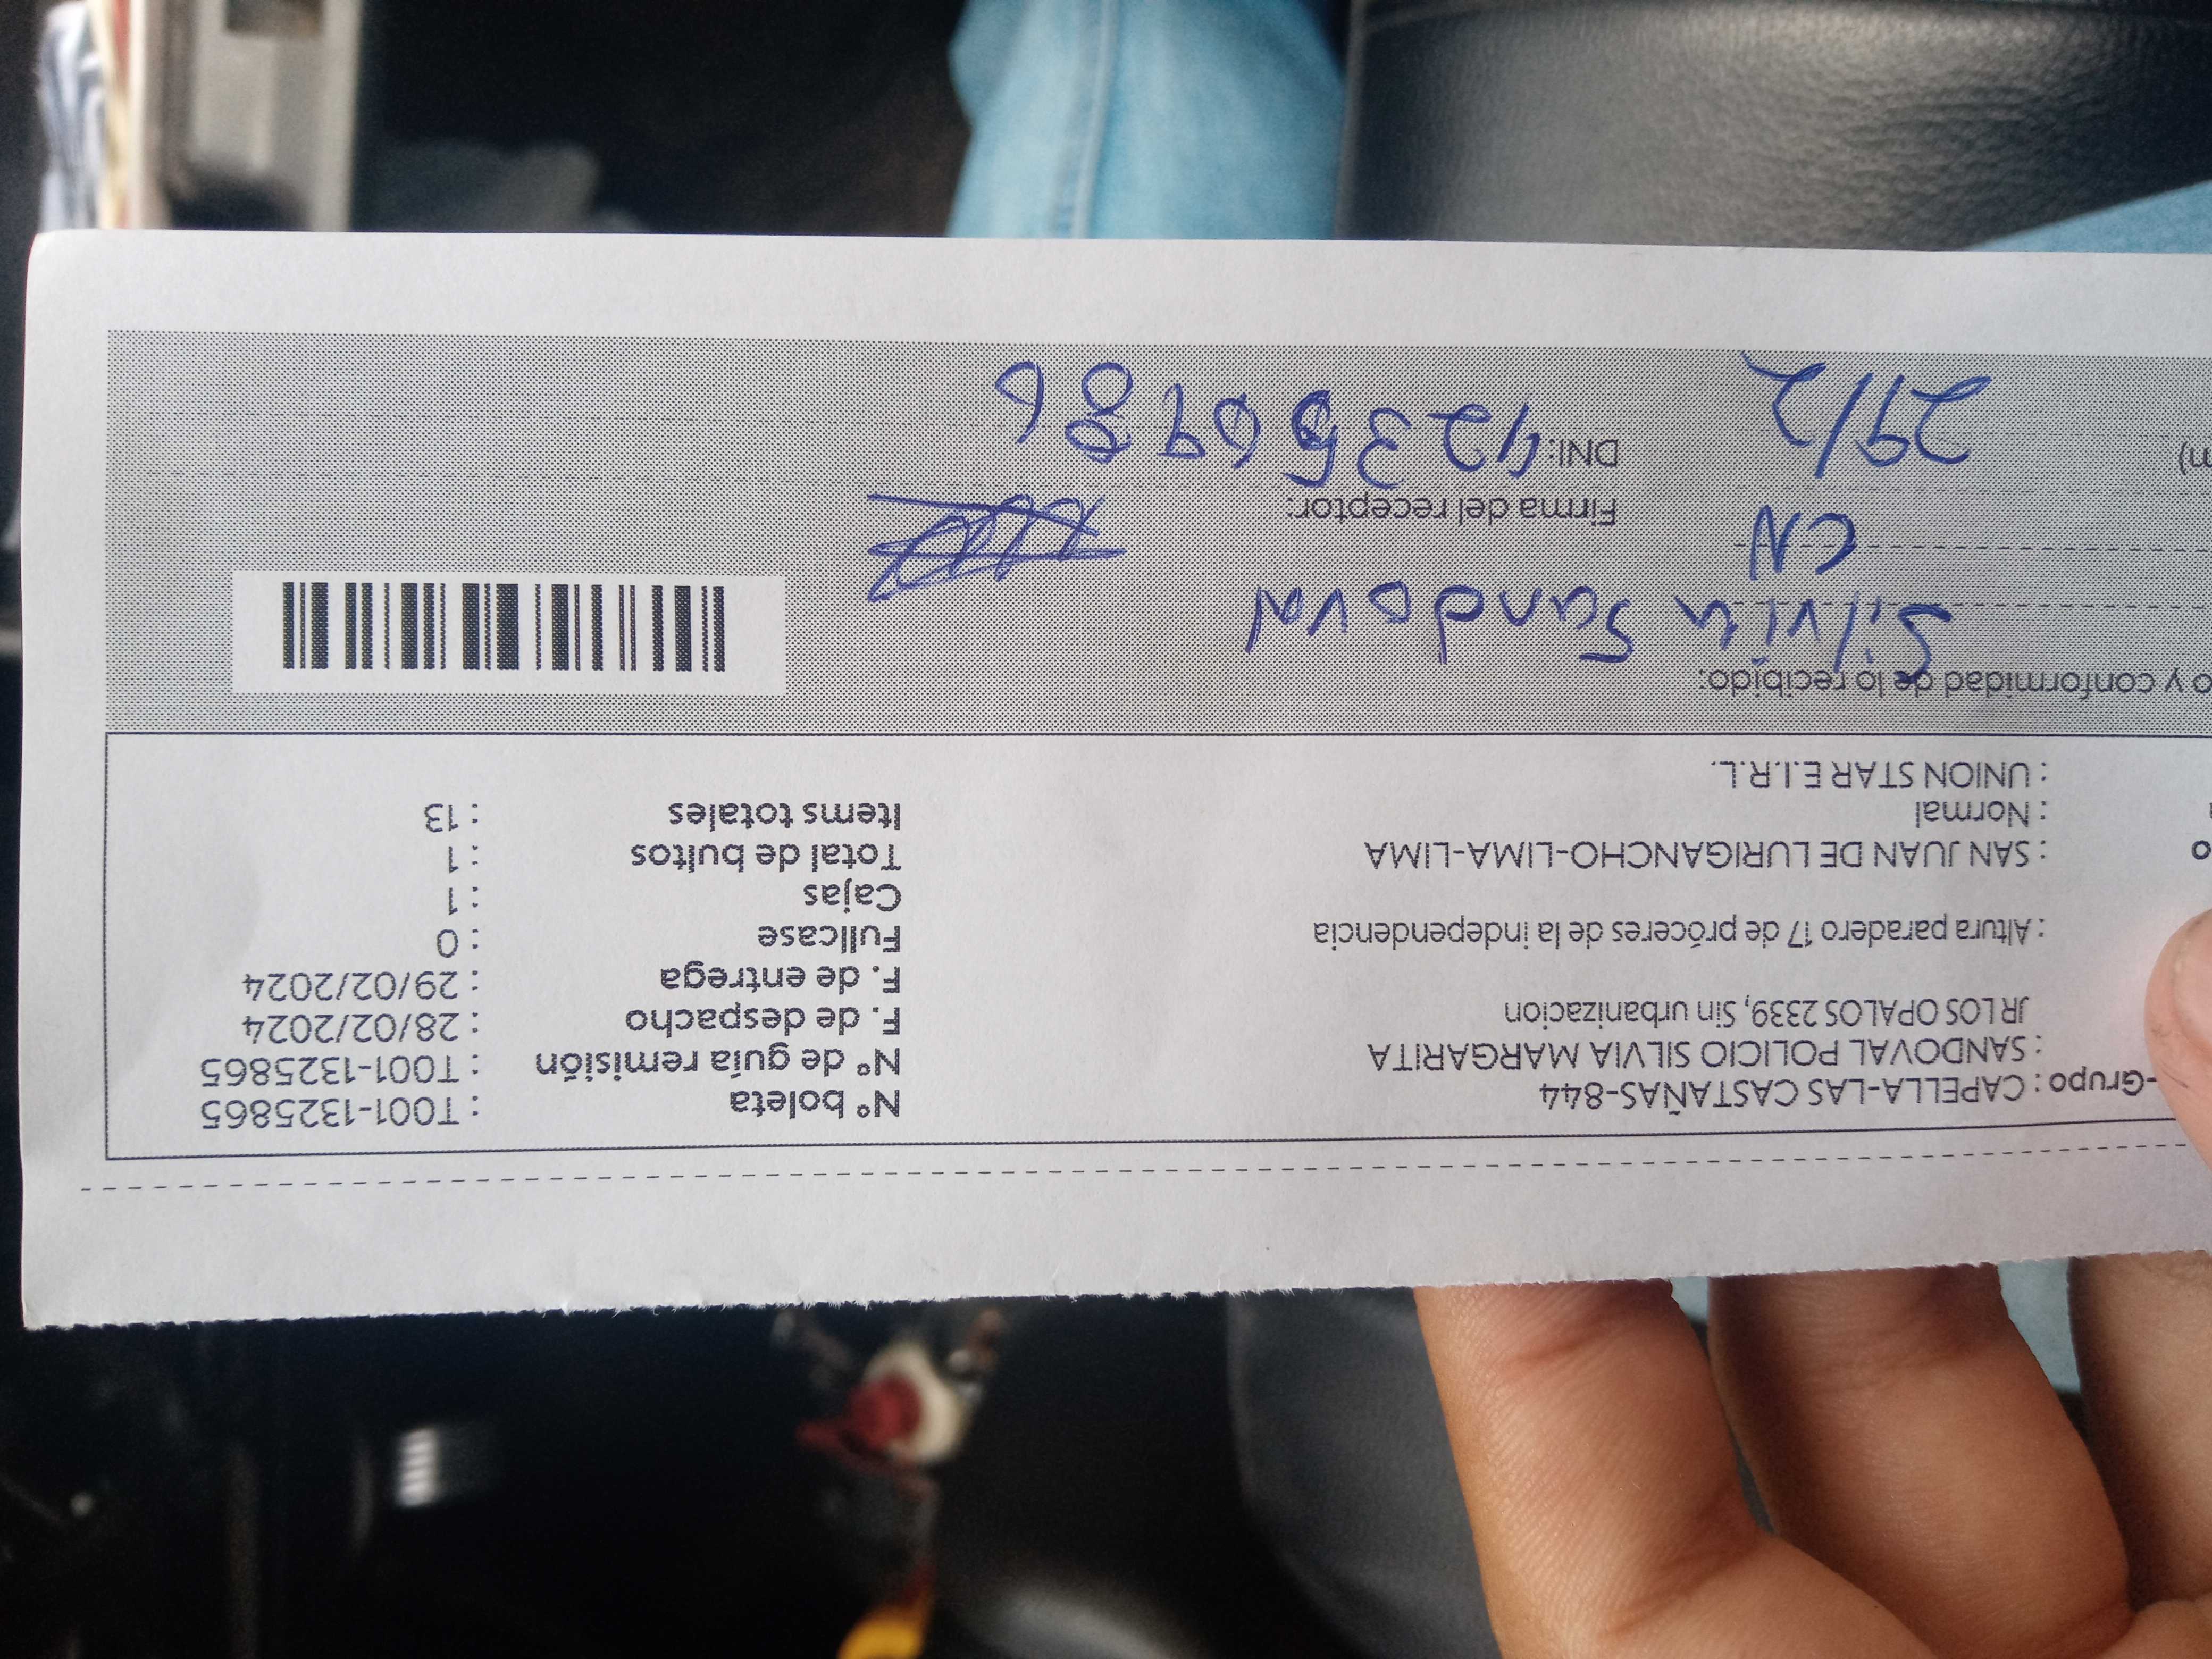 -Grupo : CAPELLA-LAS CASTAÑAS-844
: SANDOVAL POLICIO SILVIA MARGARITA
JR LOS OPALOS 2339, Sin urbanizacion
: Altura paradero 17 de próceres de la independencia
: SAN JUAN DE LURIGANCHO-LIMA-LIMA
: Normal
: UNION STAR E.I.R.L.
N° boleta : T001-1325865
N° de guía remisión : T001-1325865
F. de despacho : 28/02/2024
F. de entrega : 29/02/2024
Fullcase : 0
Cajas : 1
Total de bultos : 1
Items totales : 13
o y conformidad de lo recibido:
Silvia Sandoval
CN
Firma del receptor:
29/2
DNI: